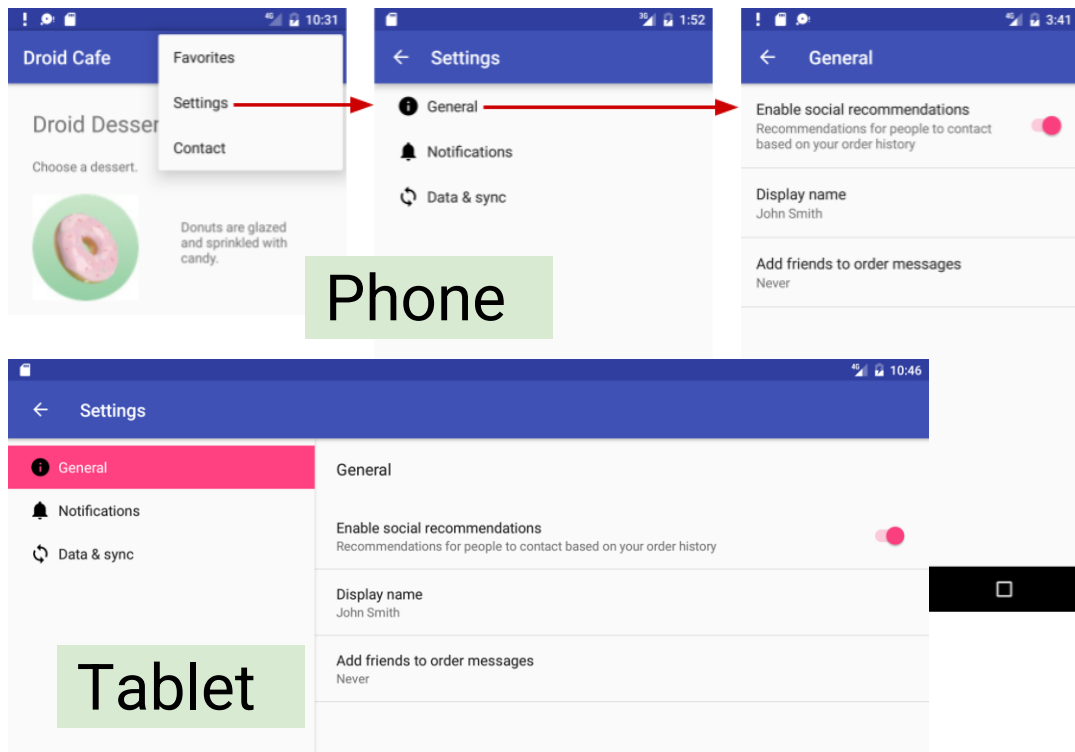 10:31
Droid Cafe
Favorites
Settings
Contact
Droid Desser
Choose a dessert.
Donuts are glazed
and sprinkled with
candy.
3G
1:52
Settings
General
Notifications
Data & sync
4G
3:41
General
Enable social recommendations
Recommendations for people to contact
based on your order history
Display name
John Smith
Add friends to order messages
Never
Phone
4G
10:46
Settings
General
Notifications
Data & sync
General
Enable social recommendations
Recommendations for people to contact based on your order history
Display name
John Smith
Add friends to order messages
Never
Tablet